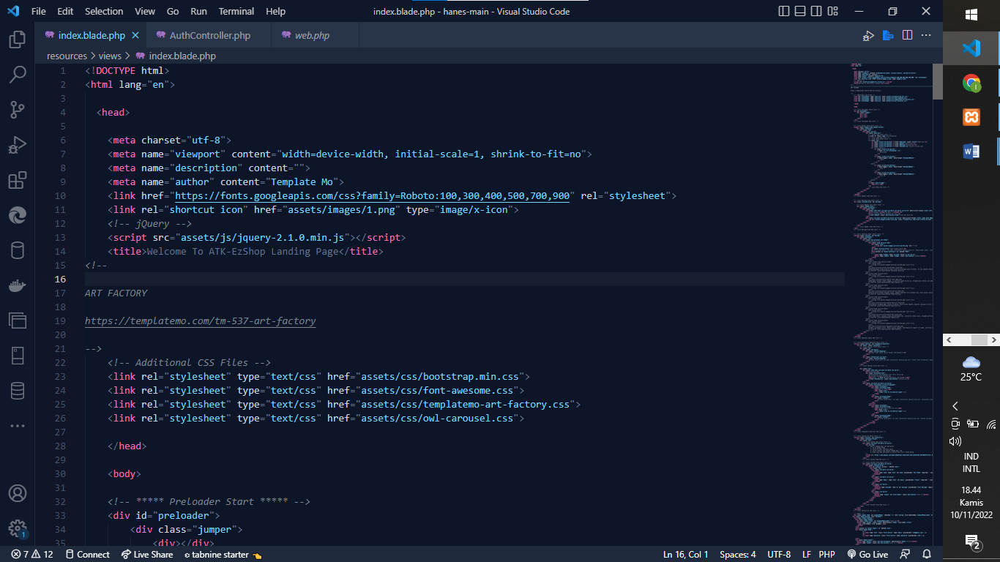 File Edit Selection View Go Run Terminal Help
index.blade.php - hanes-main - Visual Studio Code
index.blade.php AuthController.php web.php
resources > views > index.blade.php
1 <!DOCTYPE html>
2 <html lang="en">
3
4 <head>
5
6 <meta charset="utf-8">
7 <meta name="viewport" content="width=device-width, initial-scale=1, shrink-to-fit=no">
8 <meta name="description" content="">
9 <meta name="author" content="Template Mo">
10 <link href="https://fonts.googleapis.com/css?family=Roboto:100,300,400,500,700,900" rel="stylesheet">
11 <link rel="shortcut icon" href="assets/images/1.png" type="image/x-icon">
12 <!-- jQuery -->
13 <script src="assets/js/jquery-2.1.0.min.js"></script>
14 <title>Welcome To ATK-EzShop Landing Page</title>
15 <!--
16
17 ART FACTORY
18
19 https://templatemo.com/tm-537-art-factory
20
21 -->
22 <!-- Additional CSS Files -->
23 <link rel="stylesheet" type="text/css" href="assets/css/bootstrap.min.css">
24 <link rel="stylesheet" type="text/css" href="assets/css/font-awesome.css">
25 <link rel="stylesheet" type="text/css" href="assets/css/templatemo-art-factory.css">
26 <link rel="stylesheet" type="text/css" href="assets/css/owl-carousel.css">
27
28 </head>
29
30 <body>
31
32 <!-- ***** Preloader Start ***** -->
33 <div id="preloader">
34 <div class="jumper">
35 <div></div>
1
7 12 Connect Live Share tabnine starter
Ln 16, Col 1 Spaces: 4 UTF-8 LF PHP Go Live
25°C
IND
INTL
18.44
Kamis
10/11/2022
2